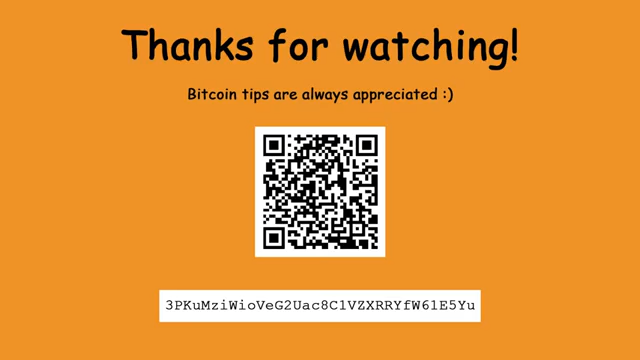 Thanks for watching!
Bitcoin tips are always appreciated :)
3PKuMziWioVeG2Uac8C1VZXRRYfW61E5Yu